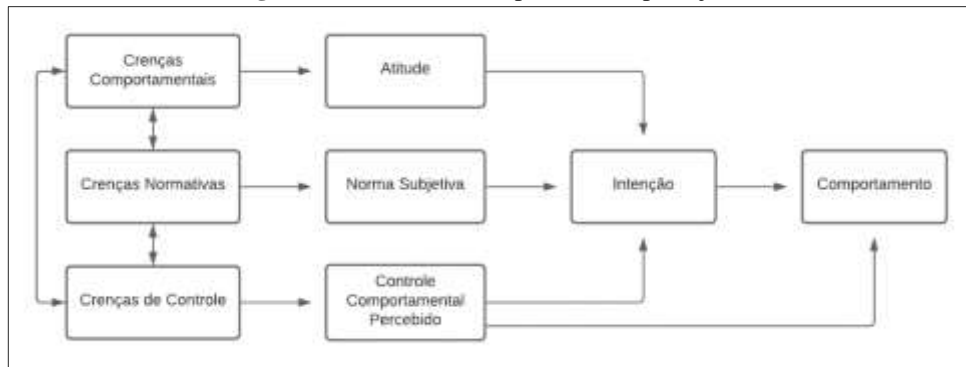 Crenças
Comportamentais
Atitude
Crenças Normativas
Norma Subjetiva
Intenção
Comportamento
Crenças de Controle
Controle
Comportamental
Percebido